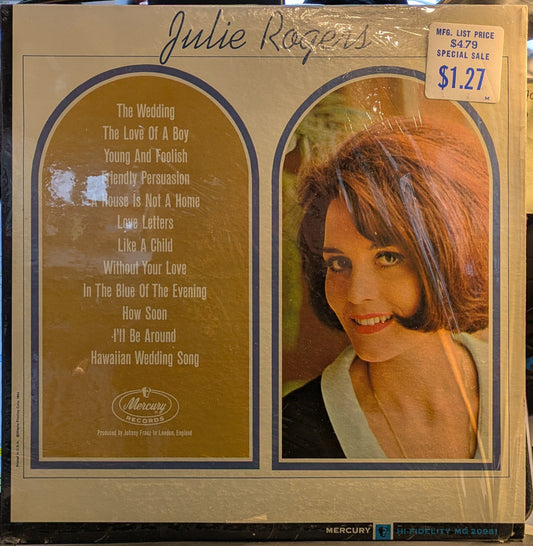 Julie Rogers
MFG. LIST PRICE
$4.79
SPECIAL SALE
$1.27
M
The Wedding
The Love Of A Boy
Young And Foolish
Friendly Persuasion
A House Is Not A Home
Love Letters
Like A Child
Without Your Love
In The Blue Of The Evening
How Soon
I'll Be Around
Hawaiian Wedding Song
Mercury
RECORDS
Produced by Johnny Franz in London, England
MERCURY HI-FIDELITY MG 20981